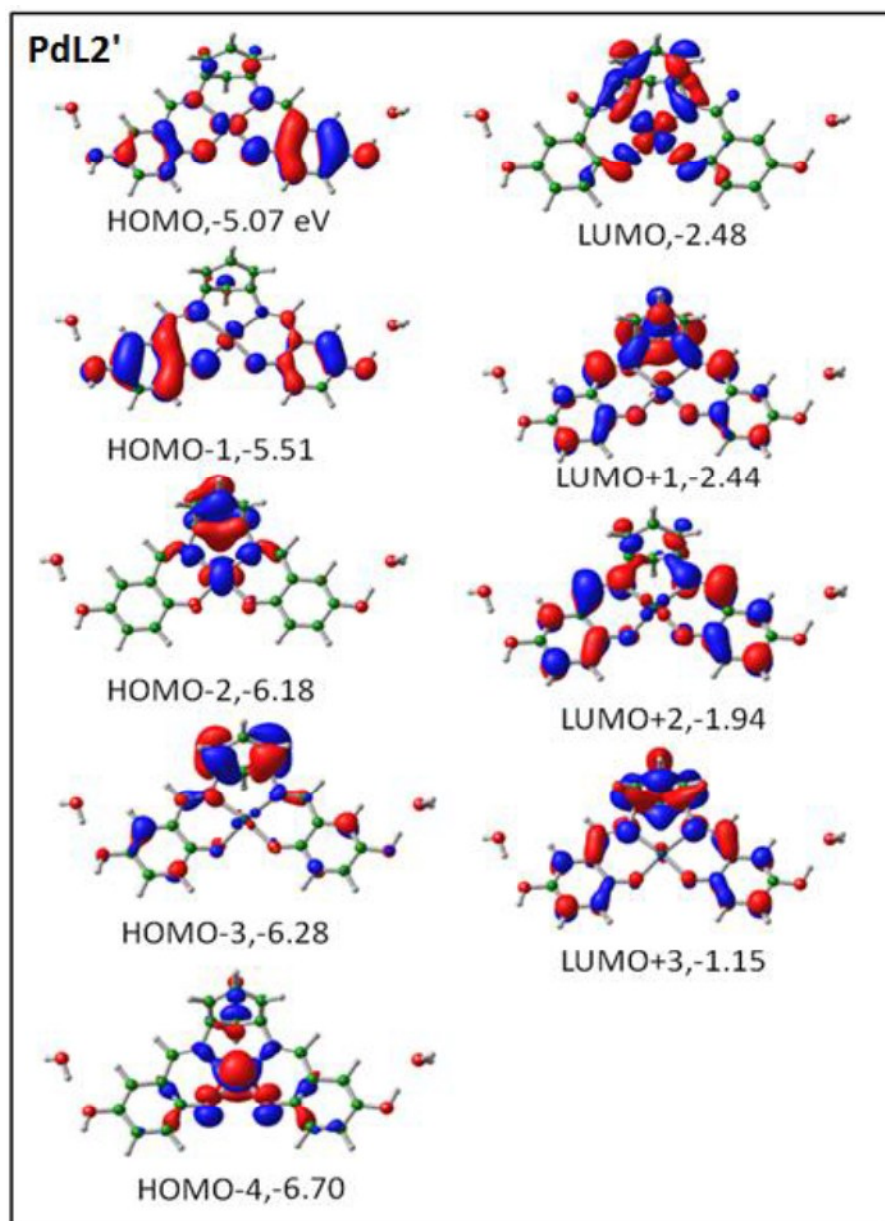 PdL2'
HOMO,-5.07 eV
LUMO,-2.48
HOMO-1,-5.51
LUMO+1,-2.44
HOMO-2,-6.18
LUMO+2,-1.94
HOMO-3,-6.28
LUMO+3,-1.15
HOMO-4,-6.70